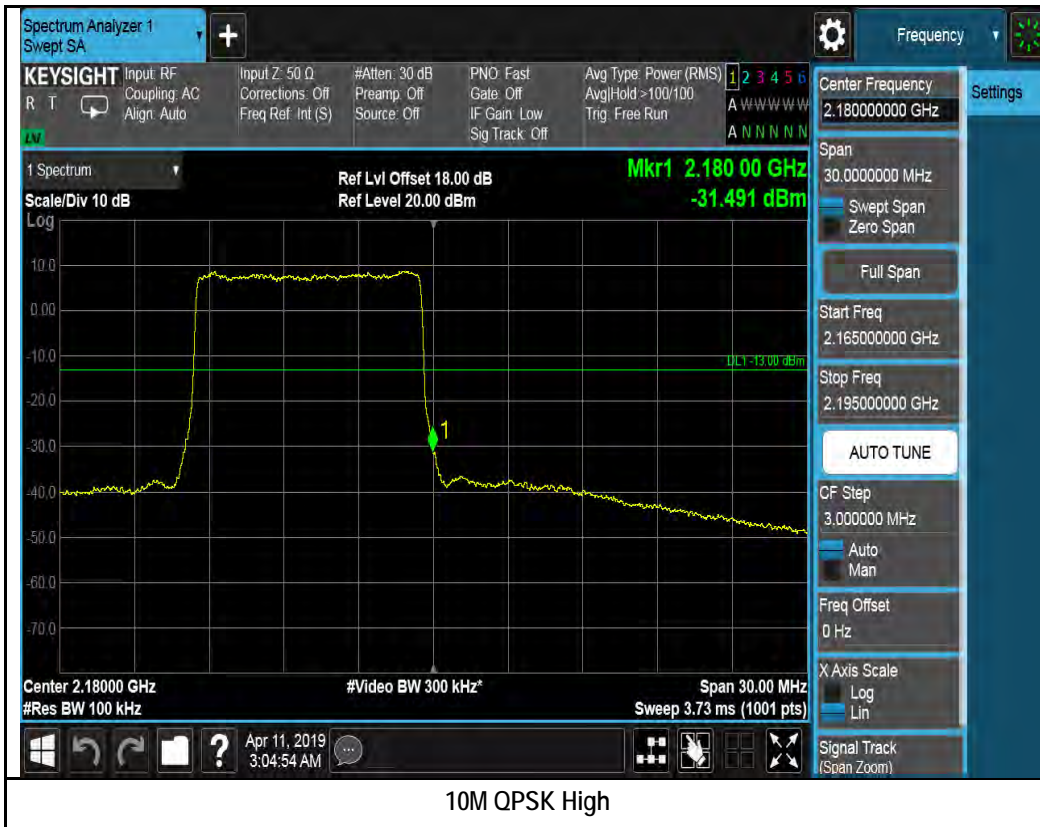 Spectrum Analyzer 1
Swept SA
+
Frequency
KEYSIGHT
R T
LV
Input: RF
Coupling: AC
Align: Auto
Input Z: 50 Ω
Corrections: Off
Freq Ref: Int (S)
#Atten: 30 dB
Preamp: Off
Source: Off
PNO: Fast
Gate: Off
IF Gain: Low
Sig Track: Off
Avg Type: Power (RMS)
Avg|Hold >100/100
Trig: Free Run
1 2 3 4 5 6
A W W W W W
A N N N N N
1 Spectrum
Scale/Div 10 dB
Log
Ref Lvl Offset 18.00 dB
Ref Level 20.00 dBm
Mkr1 2.180 00 GHz
-31.491 dBm
10.0
0.00
-10.0
-20.0
-30.0
-40.0
-50.0
-60.0
-70.0
DL1 -13.00 dBm
1
Center 2.18000 GHz
#Res BW 100 kHz
#Video BW 300 kHz*
Span 30.00 MHz
Sweep 3.73 ms (1001 pts)
Center Frequency
2.180000000 GHz
Settings
Span
30.0000000 MHz
Swept Span
Zero Span
Full Span
Start Freq
2.165000000 GHz
Stop Freq
2.195000000 GHz
AUTO TUNE
CF Step
3.000000 MHz
Auto
Man
Freq Offset
0 Hz
X Axis Scale
Log
Lin
Signal Track
(Span Zoom)
?
Apr 11, 2019
3:04:54 AM
10M QPSK High